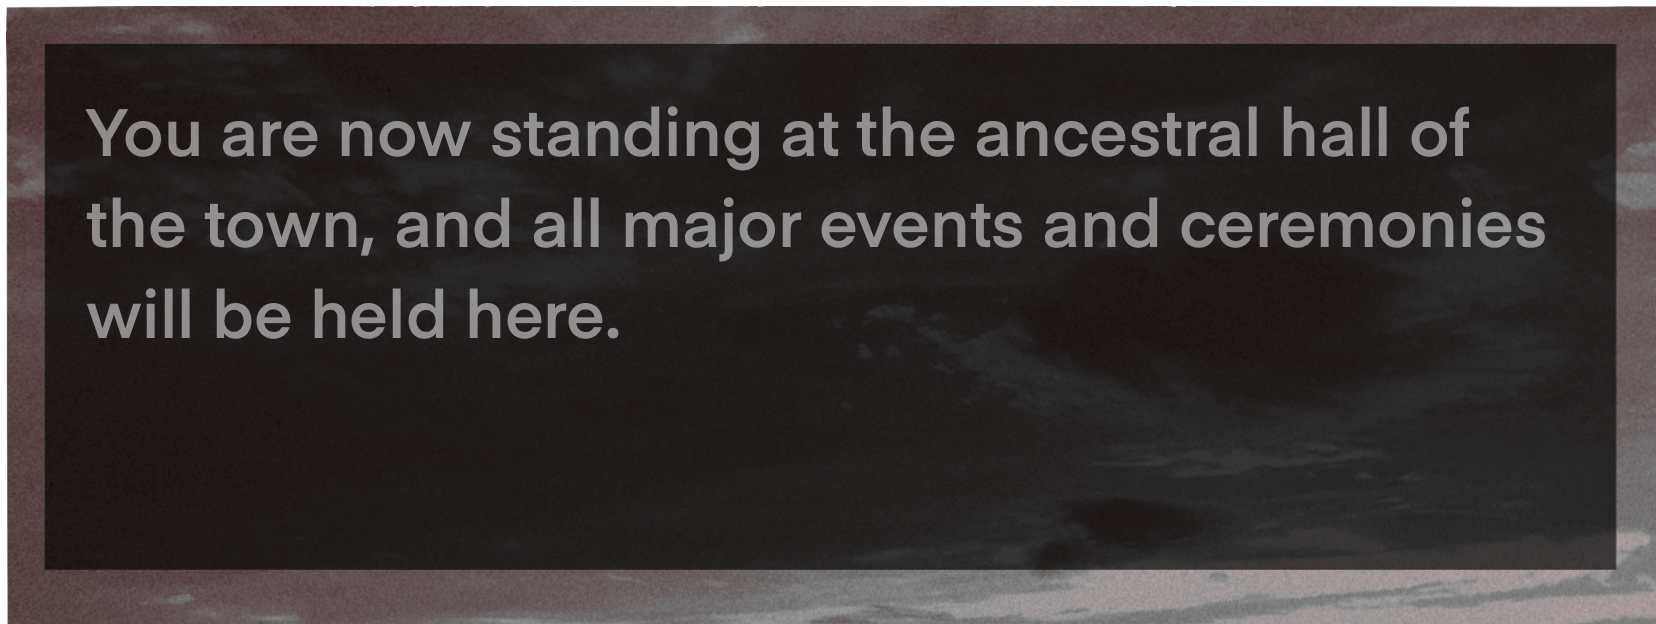 You are now standing at the ancestral hall of
the town, and all major events and ceremonies
will be held here.